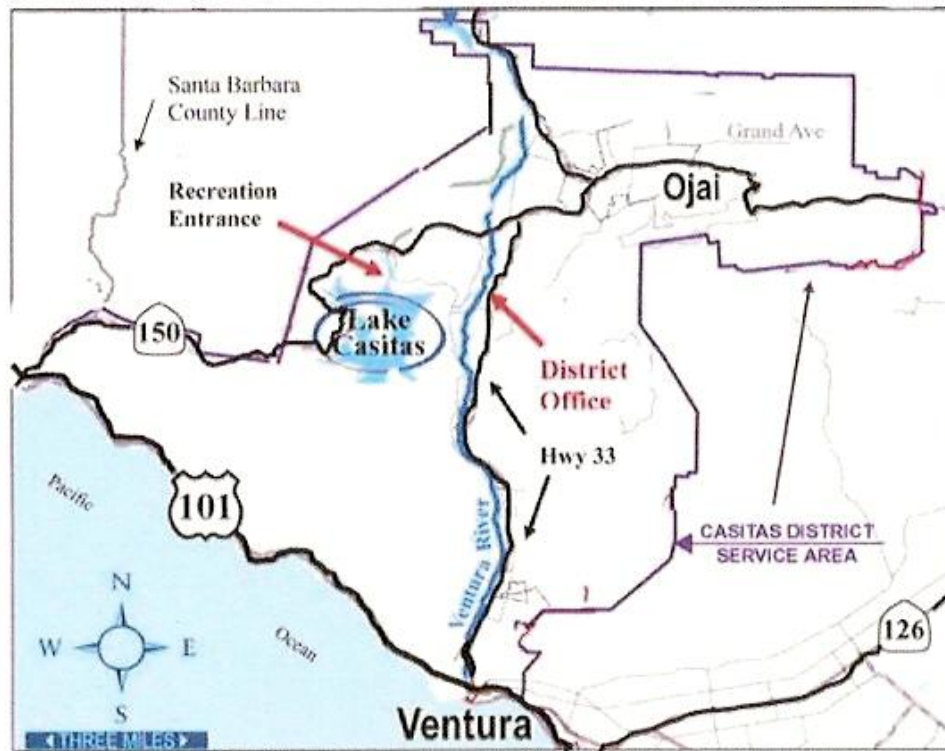 Santa Barbara
County Line
Grand Ave
Recreation
Entrance
Ojai
150
Lake
Casitas
District
Office
Hwy 33
Pacific
101
CASITAS DISTRICT
SERVICE AREA
Ventura River
N
W
E
S
Ocean
126
Ventura
THREE MILES